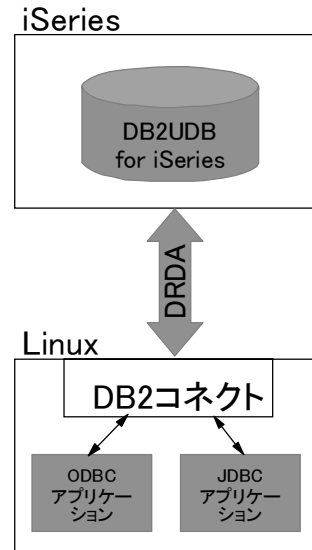 iSeries
DB2UDB
for iSeries
DRDA
Linux
DB2コネクト
ODBC
アプリケー
ション
JDBC
アプリケー
ション